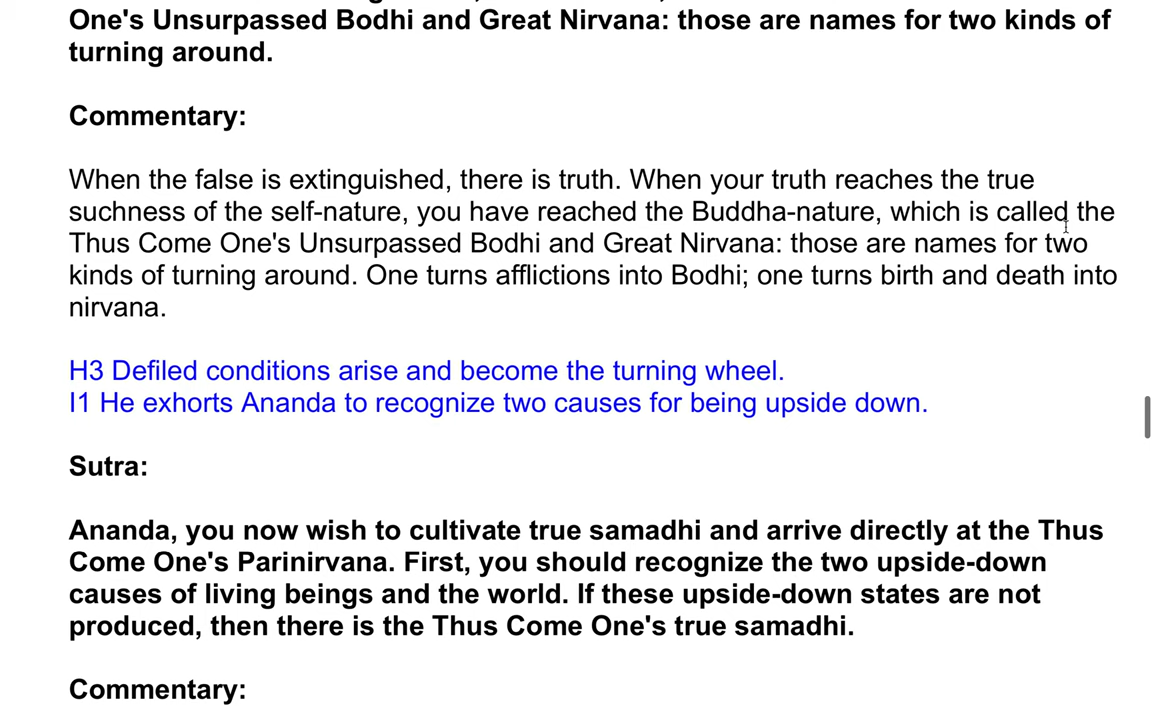 One's Unsurpassed Bodhi and Great Nirvana: those are names for two kinds of
turning around.
Commentary:
When the false is extinguished, there is truth. When your truth reaches the true
suchness of the self-nature, you have reached the Buddha-nature, which is called the
Thus Come One's Unsurpassed Bodhi and Great Nirvana: those are names for two
kinds of turning around. One turns afflictions into Bodhi; one turns birth and death into
nirvana.
H3 Defiled conditions arise and become the turning wheel.
I1 He exhorts Ananda to recognize two causes for being upside down.
Sutra:
Ananda, you now wish to cultivate true samadhi and arrive directly at the Thus
Come One's Parinirvana. First, you should recognize the two upside-down
causes of living beings and the world. If these upside-down states are not
produced, then there is the Thus Come One's true samadhi.
Commentary: